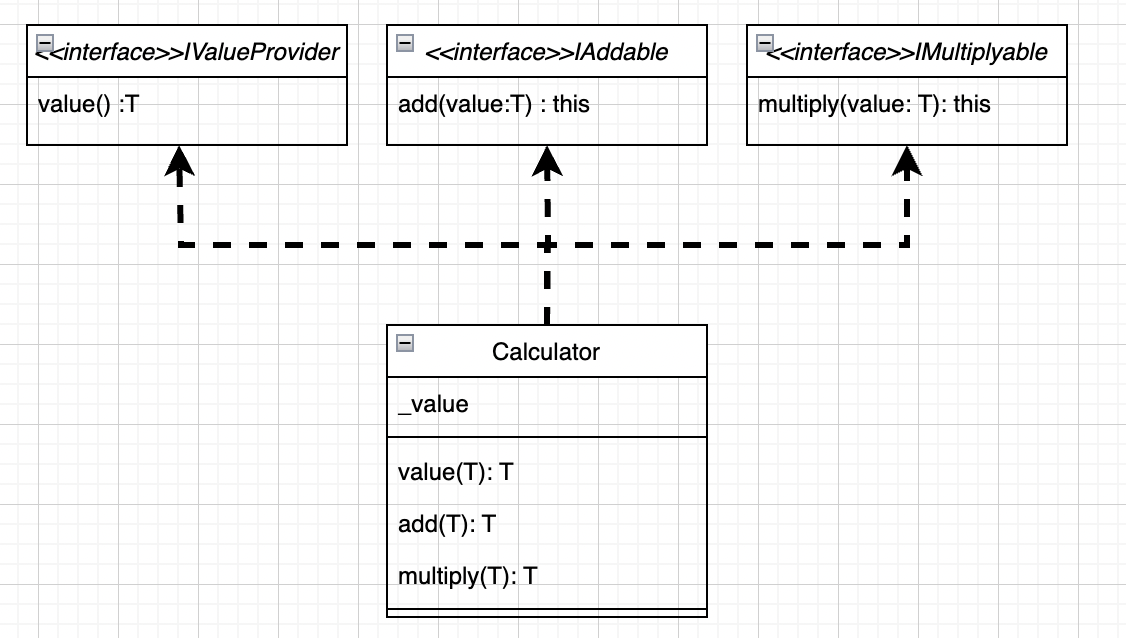 <<interface>>IValueProvider
value() :T
<<interface>>IAddable
add(value:T) : this
<<interface>>IMultiplyable
multiply(value: T): this
Calculator
_value
value(T): T
add(T): T
multiply(T): T